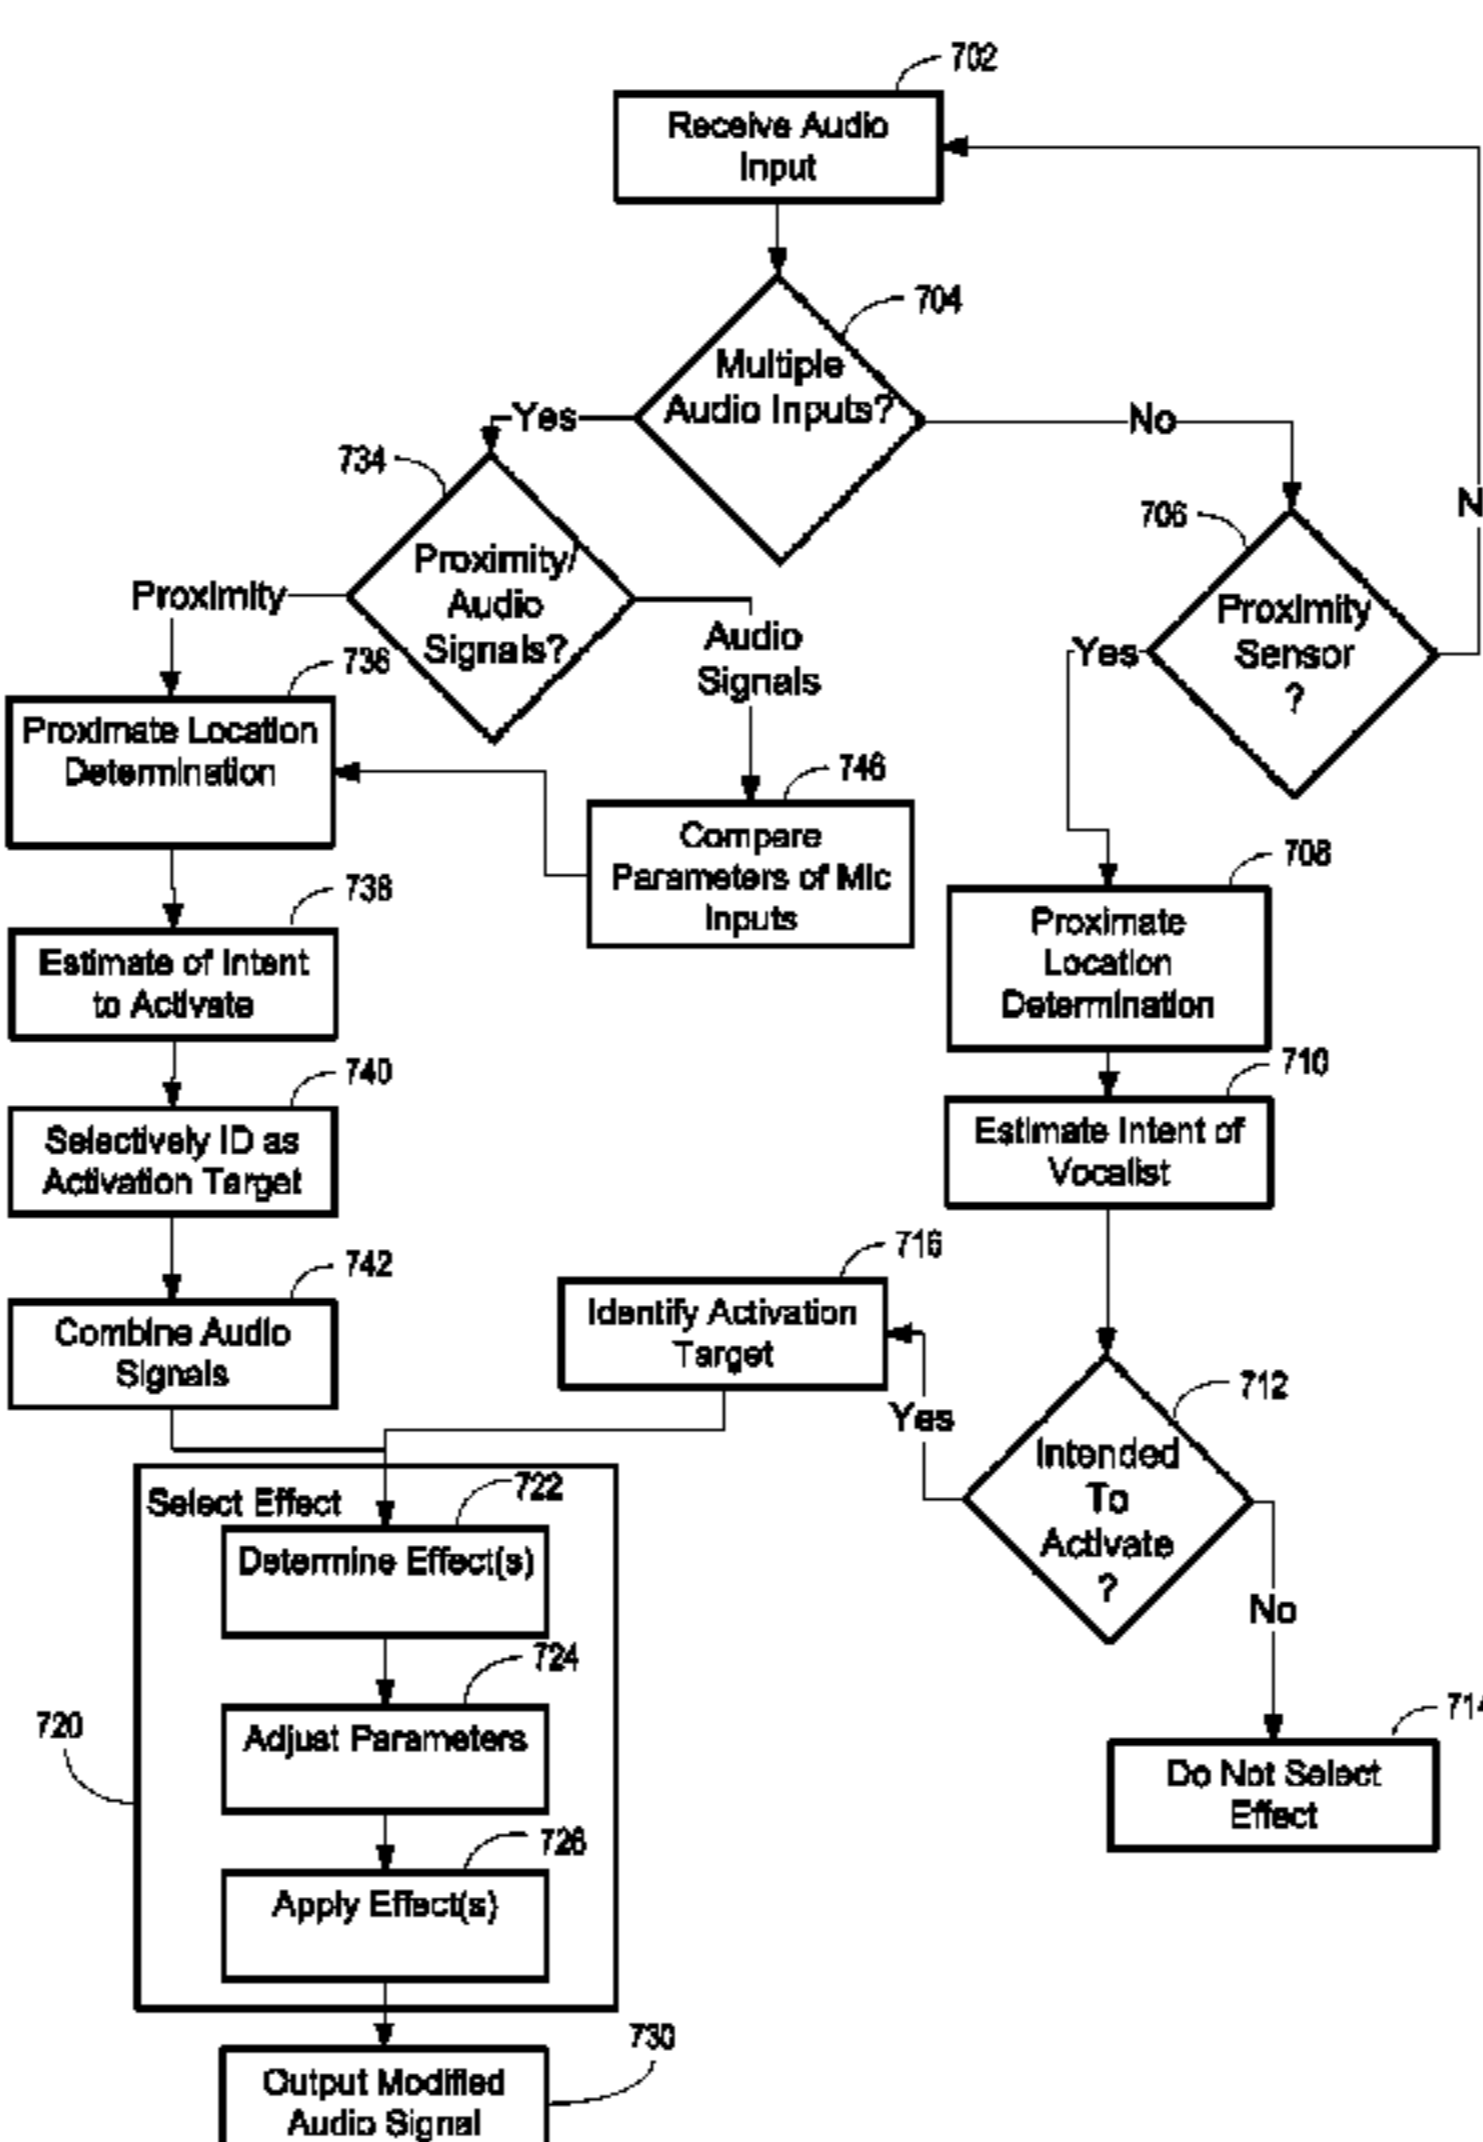 702
Receive Audio
Input
704
Multiple
Audio Inputs?
Yes
No
734
Proximity/
Audio
Signals?
Proximity
Audio
Signals
706
Proximity
Sensor
?
Yes
N
736
Proximate Location
Determination
746
Compare
Parameters of Mic
Inputs
708
Proximate
Location
Determination
738
Estimate of Intent
to Activate
710
Estimate Intent of
Vocalist
740
Selectively ID as
Activation Target
742
Combine Audio
Signals
716
Identify Activation
Target
Yes
712
Intended
To
Activate
?
No
714
Do Not Select
Effect
720
Select Effect
722
Determine Effect(s)
724
Adjust Parameters
726
Apply Effect(s)
730
Output Modified
Audio Signal